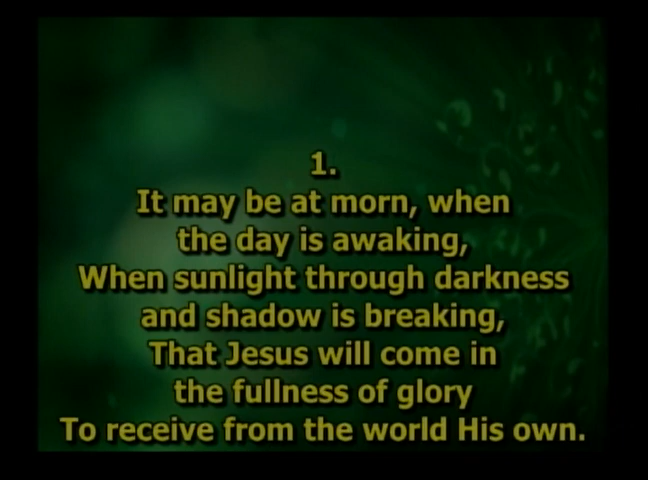 1.
It may be at morn, when
the day is awaking,
When sunlight through darkness
and shadow is breaking,
That Jesus will come in
the fullness of glory
To receive from the world His own.